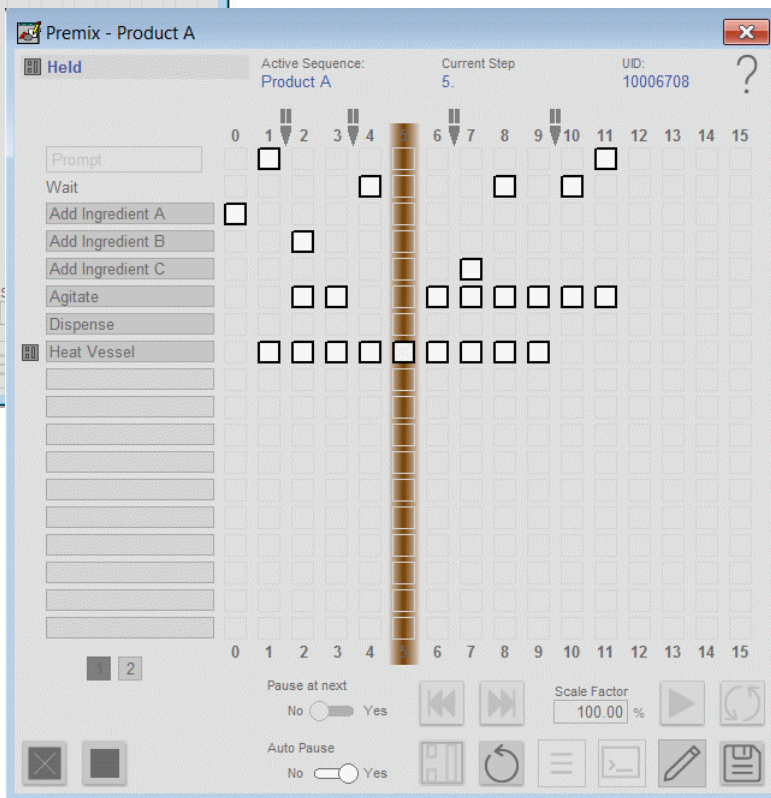 Premix - Product A
Held
Active Sequence:
Product A
Current Step
5.
UID:
10006708
?
0 1 2 3 4 5 6 7 8 9 10 11 12 13 14 15
Prompt
Wait
Add Ingredient A
Add Ingredient B
Add Ingredient C
Agitate
Dispense
Heat Vessel
0 1 2 3 4 5 6 7 8 9 10 11 12 13 14 15
1 2
Pause at next
No Yes
Scale Factor
100.00 %
Auto Pause
No Yes